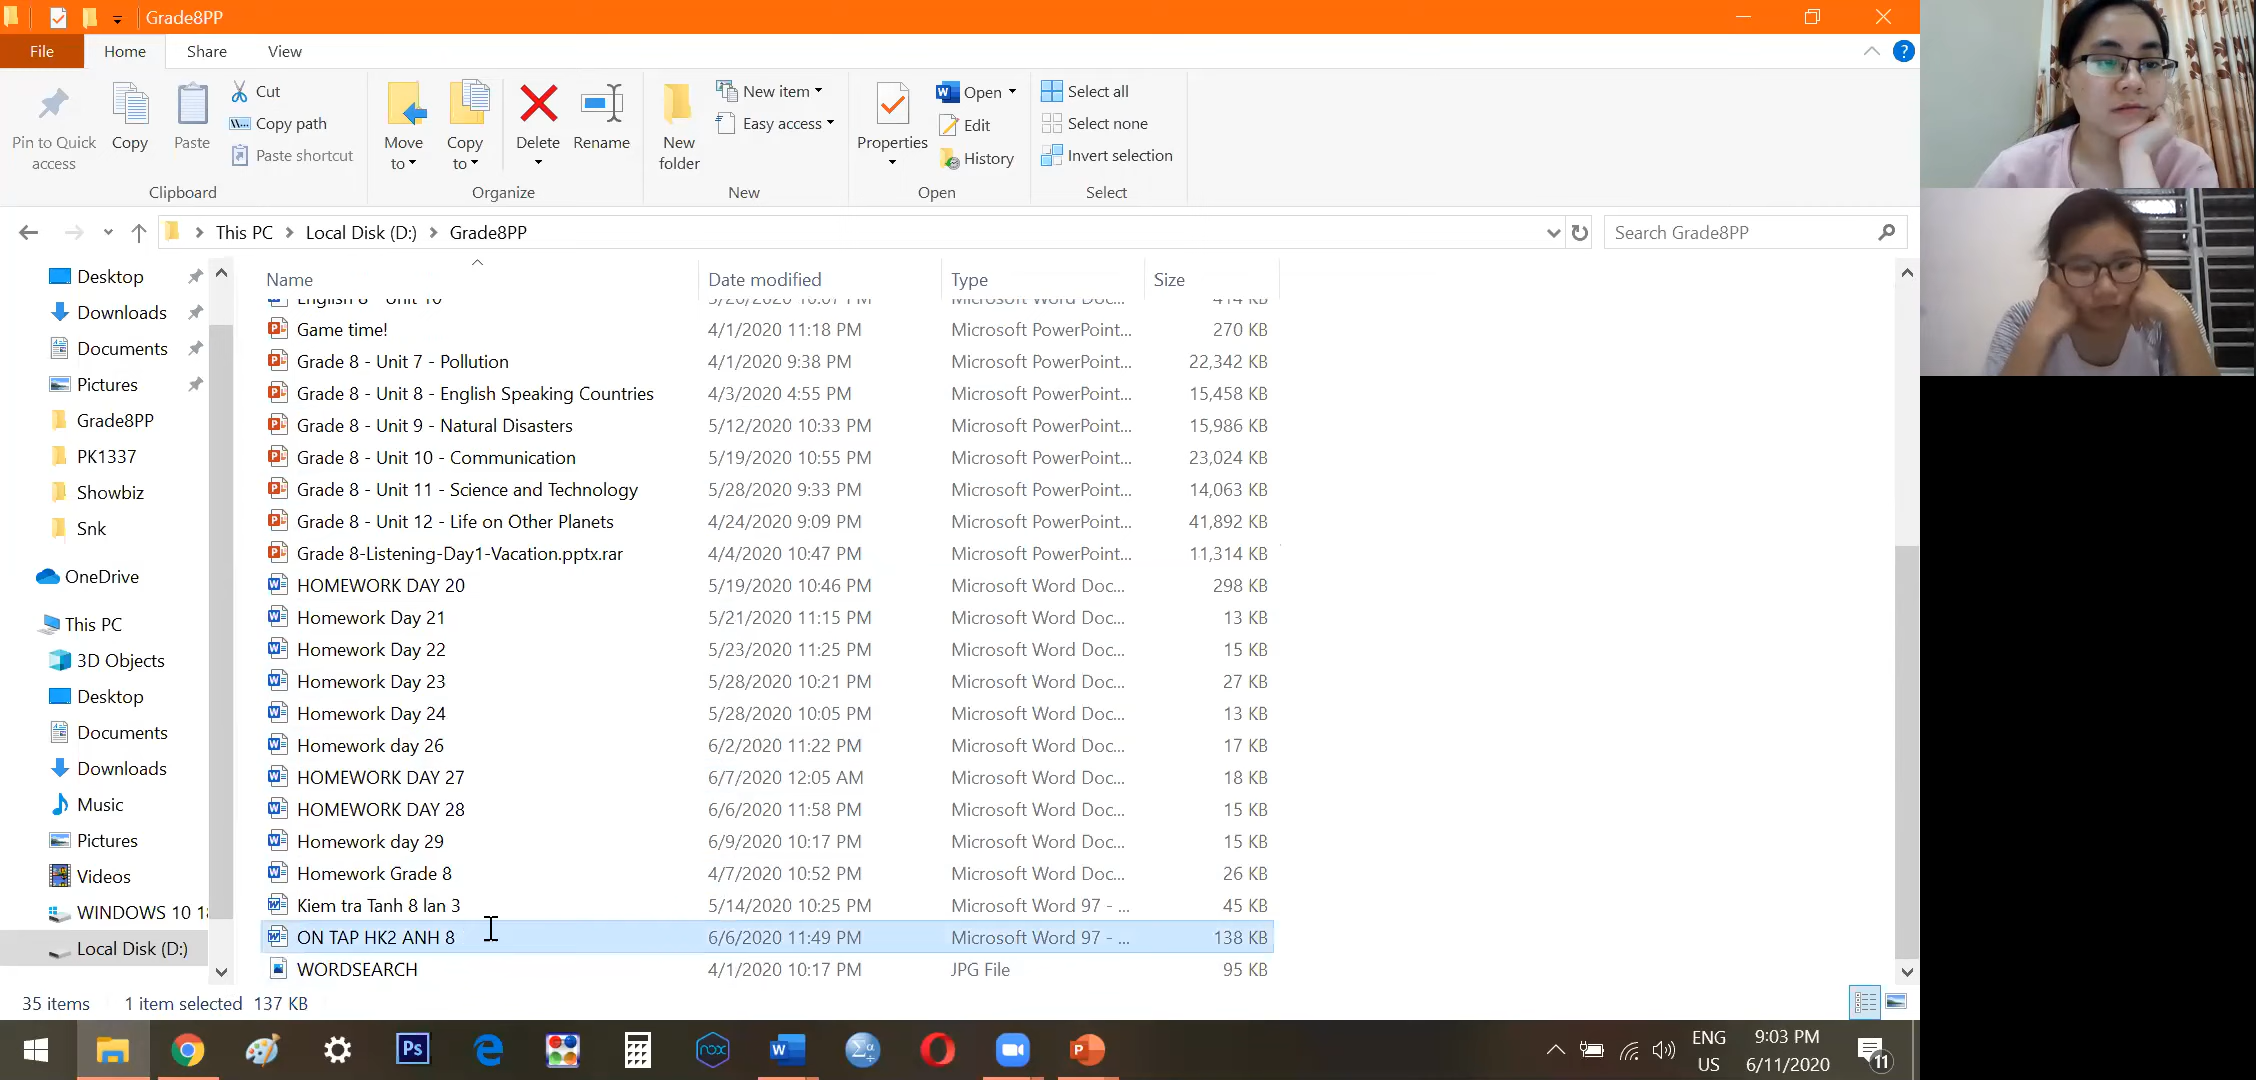 Grade8PP
File Home Share View
Pin to Quick access
Copy
Paste
Cut
Copy path
Paste shortcut
Clipboard
Move to
Copy to
Delete
Rename
Organize
New folder
New item
Easy access
New
Properties
Open
Edit
History
Open
Select all
Select none
Invert selection
Select
This PC > Local Disk (D:) > Grade8PP
Search Grade8PP
Desktop
Downloads
Documents
Pictures
Grade8PP
PK1337
Showbiz
Snk
OneDrive
This PC
3D Objects
Desktop
Documents
Downloads
Music
Pictures
Videos
WINDOWS 10 18
Local Disk (D:)
Name Date modified Type Size
English 8 - Unit 10 5/26/2020 10:07 PM Microsoft Word Doc... 414 KB
Game time! 4/1/2020 11:18 PM Microsoft PowerPoint... 270 KB
Grade 8 - Unit 7 - Pollution 4/1/2020 9:38 PM Microsoft PowerPoint... 22,342 KB
Grade 8 - Unit 8 - English Speaking Countries 4/3/2020 4:55 PM Microsoft PowerPoint... 15,458 KB
Grade 8 - Unit 9 - Natural Disasters 5/12/2020 10:33 PM Microsoft PowerPoint... 15,986 KB
Grade 8 - Unit 10 - Communication 5/19/2020 10:55 PM Microsoft PowerPoint... 23,024 KB
Grade 8 - Unit 11 - Science and Technology 5/28/2020 9:33 PM Microsoft PowerPoint... 14,063 KB
Grade 8 - Unit 12 - Life on Other Planets 4/24/2020 9:09 PM Microsoft PowerPoint... 41,892 KB
Grade 8-Listening-Day1-Vacation.pptx.rar 4/4/2020 10:47 PM Microsoft PowerPoint... 11,314 KB
HOMEWORK DAY 20 5/19/2020 10:46 PM Microsoft Word Doc... 298 KB
Homework Day 21 5/21/2020 11:15 PM Microsoft Word Doc... 13 KB
Homework Day 22 5/23/2020 11:25 PM Microsoft Word Doc... 15 KB
Homework Day 23 5/28/2020 10:21 PM Microsoft Word Doc... 27 KB
Homework Day 24 5/28/2020 10:05 PM Microsoft Word Doc... 13 KB
Homework day 26 6/2/2020 11:22 PM Microsoft Word Doc... 17 KB
HOMEWORK DAY 27 6/7/2020 12:05 AM Microsoft Word Doc... 18 KB
HOMEWORK DAY 28 6/6/2020 11:58 PM Microsoft Word Doc... 15 KB
Homework day 29 6/9/2020 10:17 PM Microsoft Word Doc... 15 KB
Homework Grade 8 4/7/2020 10:52 PM Microsoft Word Doc... 26 KB
Kiem tra Tanh 8 lan 3 5/14/2020 10:25 PM Microsoft Word 97 - ... 45 KB
ON TAP HK2 ANH 8 6/6/2020 11:49 PM Microsoft Word 97 - ... 138 KB
WORDSEARCH 4/1/2020 10:17 PM JPG File 95 KB
35 items 1 item selected 137 KB
Ps
nox
ENG
US
9:03 PM
6/11/2020
11